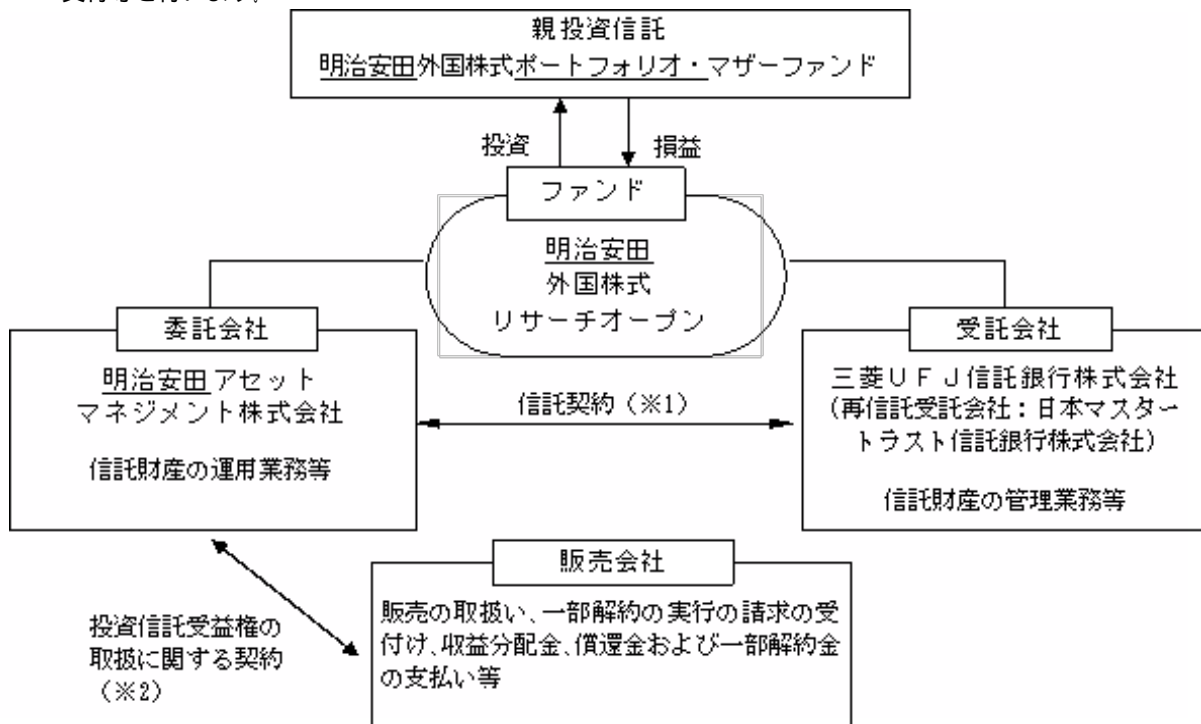 親投資信託
明治安田外国株式ポートフォリオ・マザーファンド
投資
損益
ファンド
明治安田
外国株式
リサーチオープン
委託会社
明治安田アセット
マネジメント株式会社
信託財産の運用業務等
信託契約（※1）
受託会社
三菱ＵＦＪ信託銀行株式会社
（再信託受託会社：日本マスター
トラスト信託銀行株式会社）
信託財産の管理業務等
投資信託受益権の
取扱に関する契約
（※2）
販売会社
販売の取扱い、一部解約の実行の請求の受
付け、収益分配金、償還金および一部解約金
の支払い等